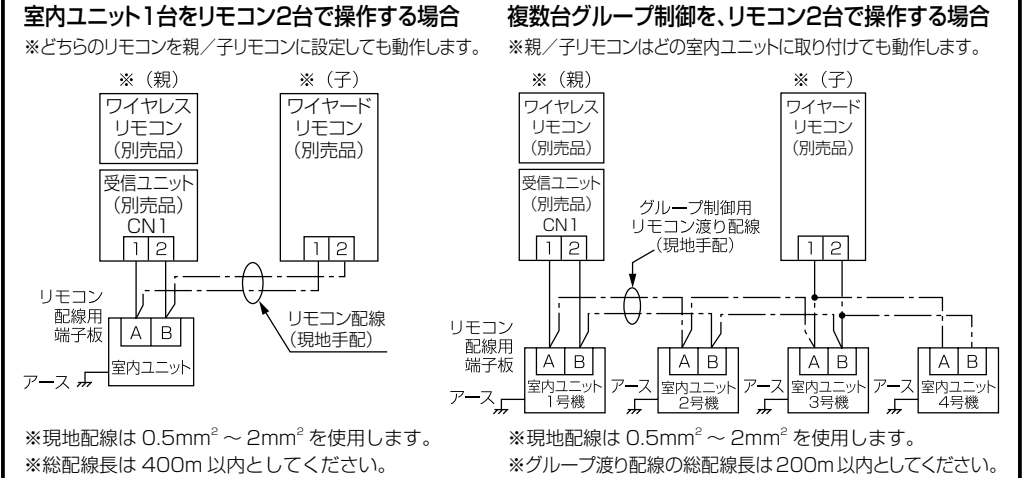 室内ユニット1台をリモコン2台で操作する場合
※どちらのリモコンを親／子リモコンに設定しても動作します。
※（親）
※（子）
ワイヤレス
リモコン
（別売品）
ワイヤード
リモコン
（別売品）
受信ユニット
（別売品）
CN1
1 2
1 2
リモコン
配線用
端子板
A B
室内ユニット
アース
リモコン配線
（現地手配）
※現地配線は 0.5mm² ～ 2mm² を使用します。
※総配線長は 400m 以内としてください。
複数台グループ制御を、リモコン2台で操作する場合
※親／子リモコンはどの室内ユニットに取り付けても動作します。
※（親）
※（子）
ワイヤレス
リモコン
（別売品）
ワイヤード
リモコン
（別売品）
受信ユニット
（別売品）
CN1
1 2
1 2
グループ制御用
リモコン渡り配線
（現地手配）
リモコン
配線用
端子板
A B
A B
A B
A B
アース
室内ユニット
1号機
アース
室内ユニット
2号機
アース
室内ユニット
3号機
アース
室内ユニット
4号機
※現地配線は 0.5mm² ～ 2mm² を使用します。
※グループ渡り配線の総配線長は200m以内としてください。